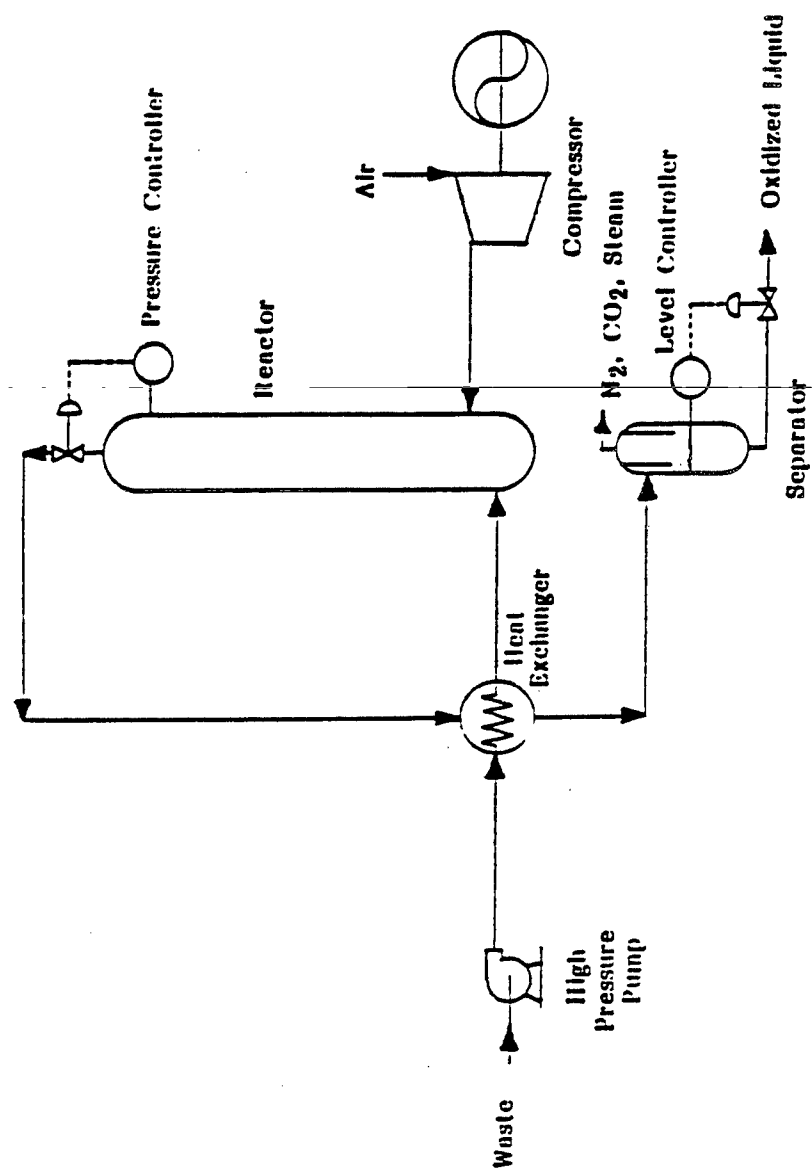 Pressure Controller
Reactor
Air
Compressor
N₂, CO₂, Steam
Level Controller
Oxidized Liquid
Separator
Heat
Exchanger
High
Pressure
Pump
Waste